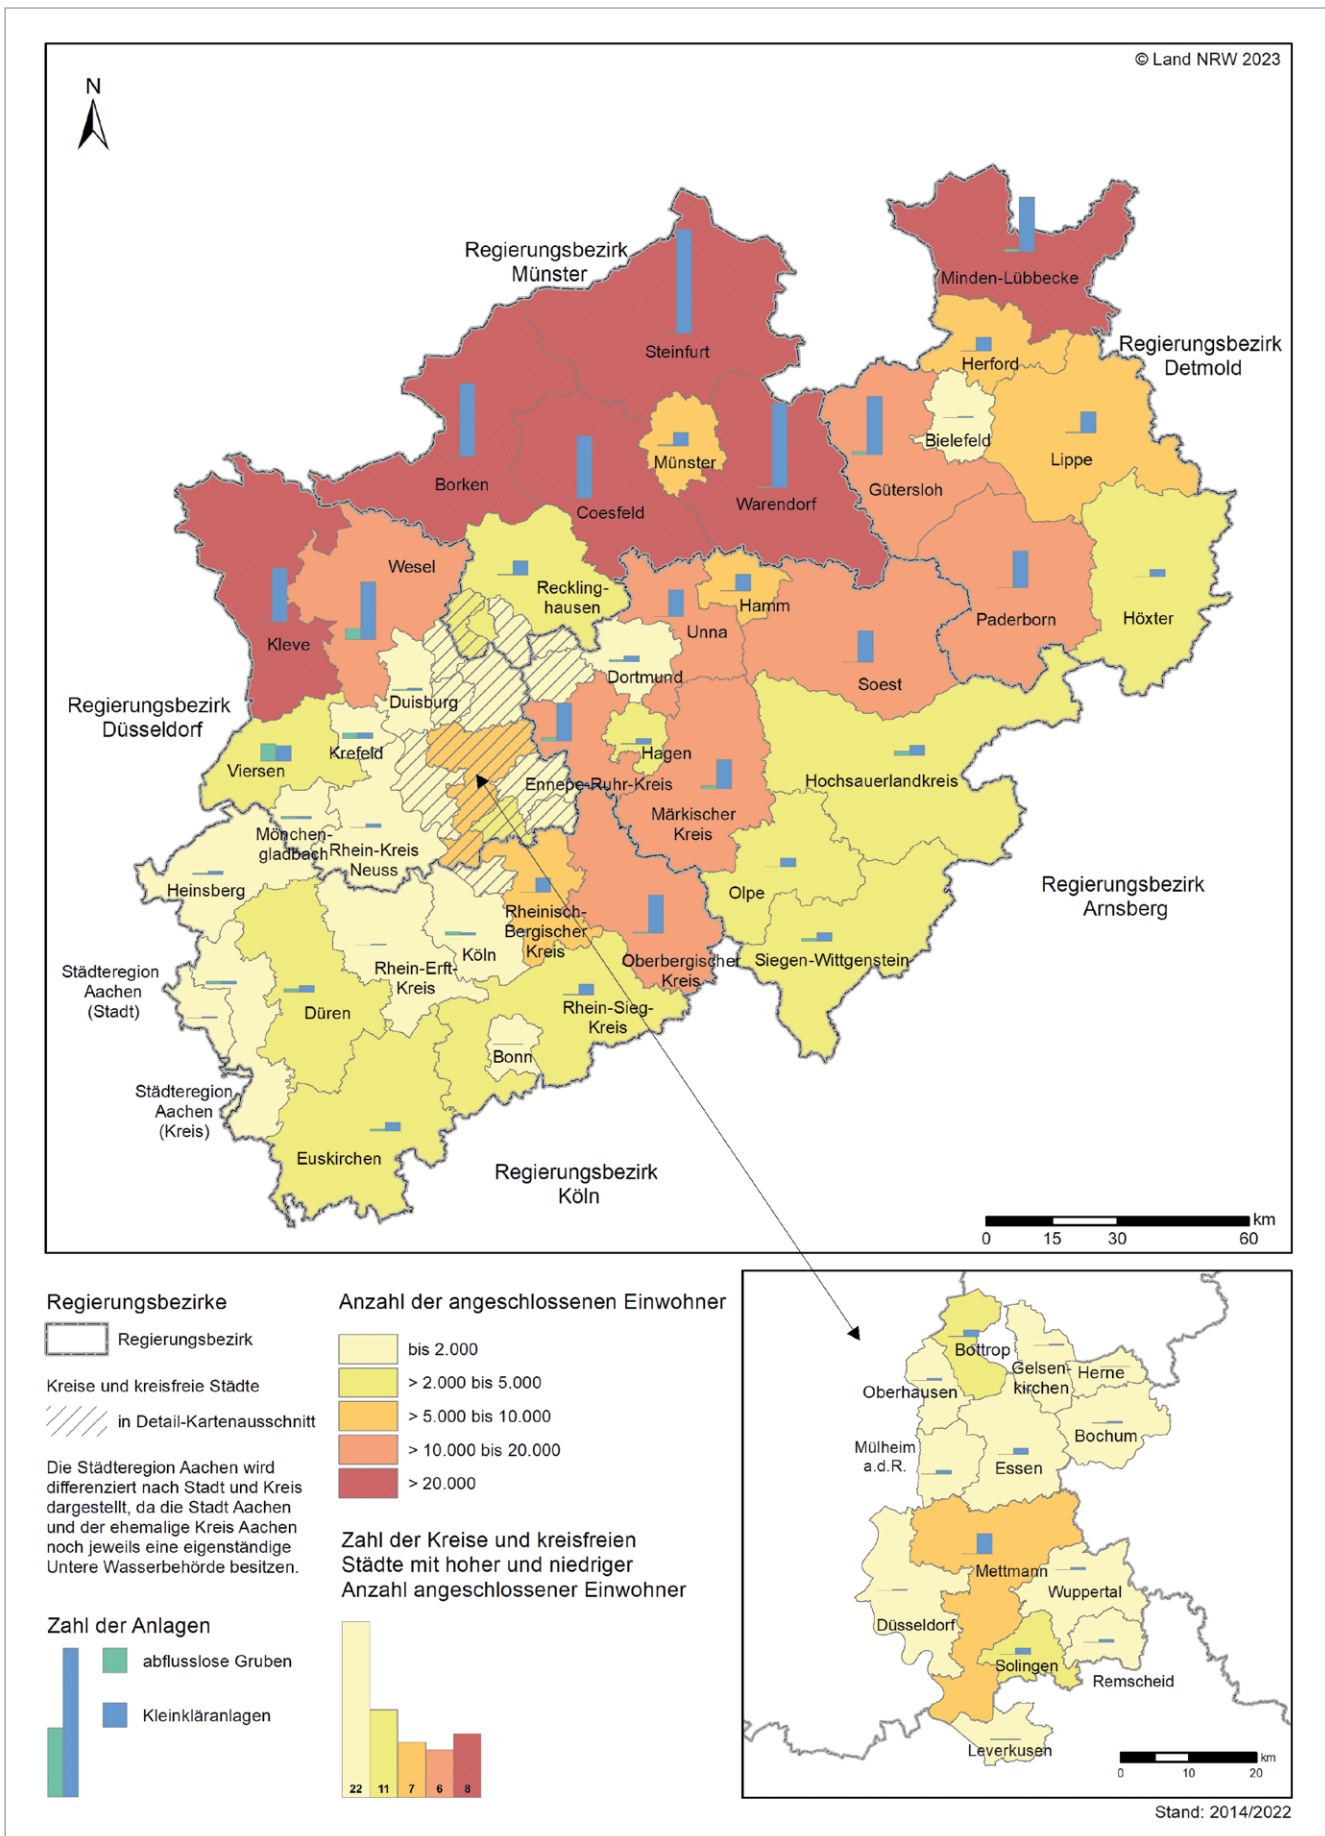 © Land NRW 2023
N
Regierungsbezirk
Münster
Minden-Lübbecke
Steinfurt
Herford
Regierungsbezirk
Detmold
Bielefeld
Lippe
Münster
Borken
Coesfeld
Warendorf
Gütersloh
Wesel
Reckling-
hausen
Hamm
Unna
Paderborn
Höxter
Kleve
Soest
Dortmund
Duisburg
Regierungsbezirk
Düsseldorf
Krefeld
Viersen
Hagen
Hochsauerlandkreis
Ennepe-Ruhr-Kreis
Märkischer
Kreis
Mönchen-
gladbach
Rhein-Kreis
Neuss
Heinsberg
Olpe
Regierungsbezirk
Arnsberg
Rheinisch-
Bergischer
Kreis
Köln
Rhein-Erft-
Kreis
Oberbergischer
Kreis
Siegen-Wittgenstein
Städteregion
Aachen
(Stadt)
Düren
Rhein-Sieg-
Kreis
Bonn
Städteregion
Aachen
(Kreis)
Euskirchen
Regierungsbezirk
Köln
km
0 15 30 60
Regierungsbezirke
Regierungsbezirk
Kreise und kreisfreie Städte
in Detail-Kartenausschnitt
Die Städteregion Aachen wird
differenziert nach Stadt und Kreis
dargestellt, da die Stadt Aachen
und der ehemalige Kreis Aachen
noch jeweils eine eigenständige
Untere Wasserbehörde besitzen.
Zahl der Anlagen
abflusslose Gruben
Kleinkläranlagen
Anzahl der angeschlossenen Einwohner
bis 2.000
> 2.000 bis 5.000
> 5.000 bis 10.000
> 10.000 bis 20.000
> 20.000
Zahl der Kreise und kreisfreien
Städte mit hoher und niedriger
Anzahl angeschlossener Einwohner
22 11 7 6 8
Bottrop
Gelsen-
kirchen
Herne
Oberhausen
Bochum
Mülheim
a.d.R.
Essen
Mettmann
Wuppertal
Düsseldorf
Solingen
Remscheid
Leverkusen
km
0 10 20
Stand: 2014/2022